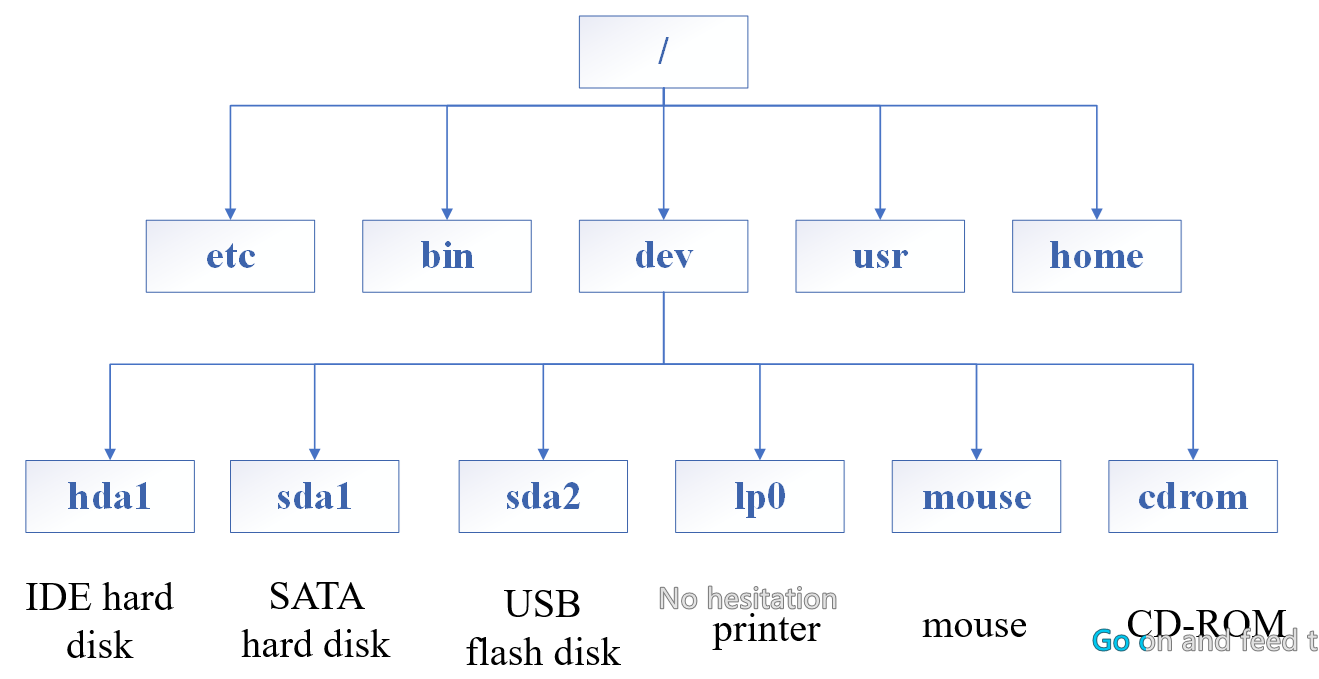 /
etc
bin
dev
usr
home
hda1
sda1
sda2
lp0
mouse
cdrom
IDE hard
disk
SATA
hard disk
USB
flash disk
No hesitation
printer
mouse
CD-ROM
Go on and feed t